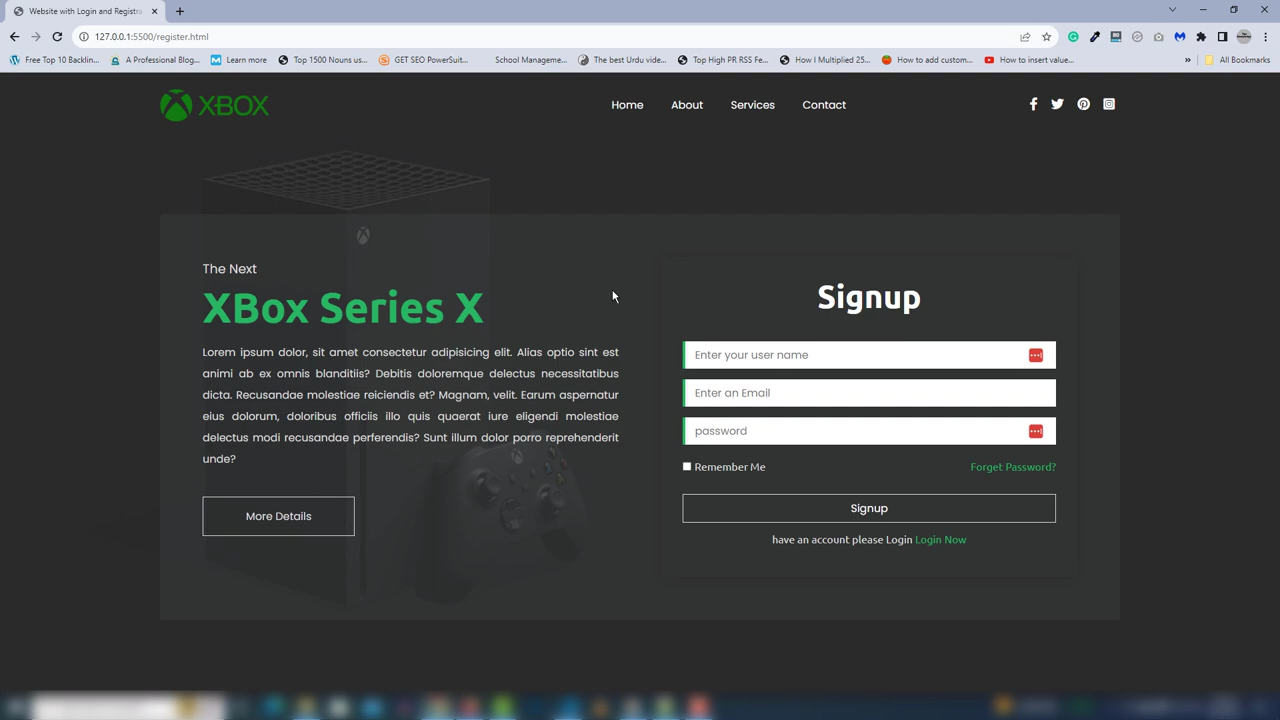 Website with Login and Registra
127.0.0.1:5500/register.html
Free Top 10 Backlin...
A Professional Blog...
Learn more
Top 1500 Nouns us...
GET SEO PowerSuit...
School Manageme...
The best Urdu vide...
Top High PR RSS Fe...
How I Multiplied 25...
How to add custom...
How to insert value...
»
All Bookmarks
XBOX
Home
About
Services
Contact
The Next
XBox Series X
Lorem ipsum dolor, sit amet consectetur adipisicing elit. Alias optio sint est
animi ab ex omnis blanditiis? Debitis doloremque delectus necessitatibus
dicta. Recusandae molestiae reiciendis et? Magnam, velit. Earum aspernatur
eius dolorum, doloribus officiis illo quis quaerat iure eligendi molestiae
delectus modi recusandae perferendis? Sunt illum dolor porro reprehenderit
unde?
More Details
Signup
Enter your user name
Enter an Email
password
Remember Me
Forget Password?
Signup
have an account please Login Login Now